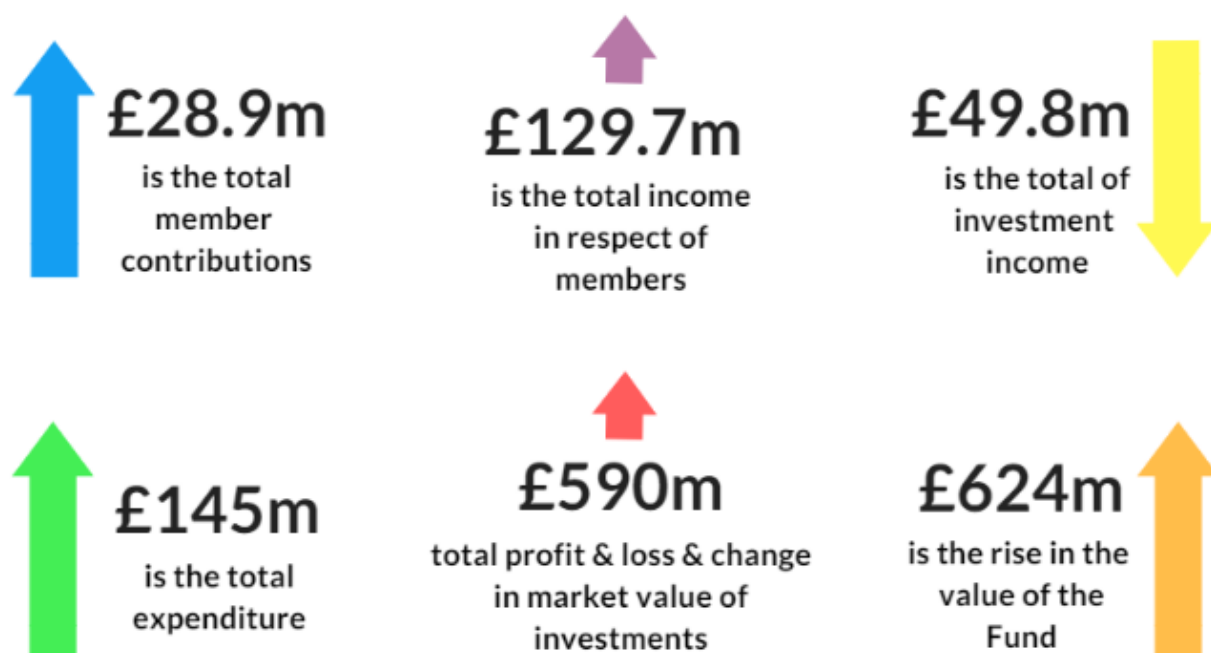 £28.9m
is the total
member
contributions
£129.7m
is the total income
in respect of
members
£49.8m
is the total of
investment
income
£145m
is the total
expenditure
£590m
total profit & loss & change
in market value of
investments
£624m
is the rise in the
value of the
Fund